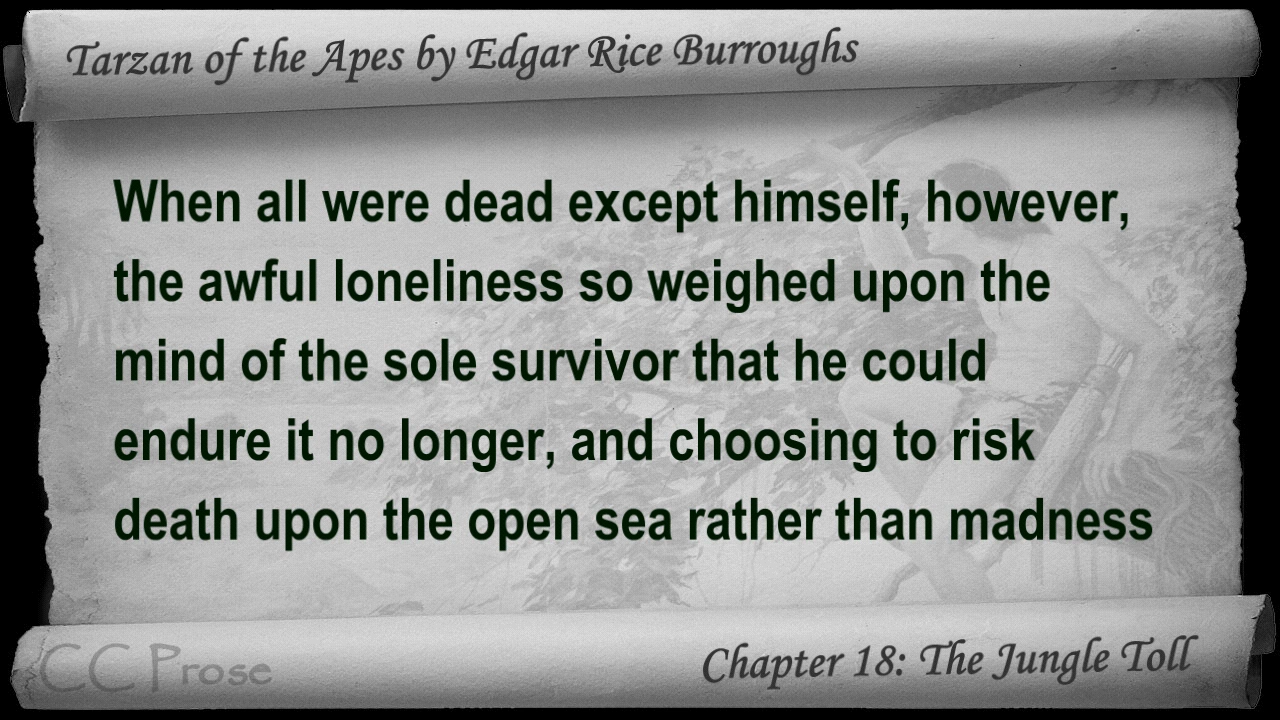 Tarzan of the Apes by Edgar Rice Burroughs
When all were dead except himself, however,
the awful loneliness so weighed upon the
mind of the sole survivor that he could
endure it no longer, and choosing to risk
death upon the open sea rather than madness
CC Prose
Chapter 18: The Jungle Toll